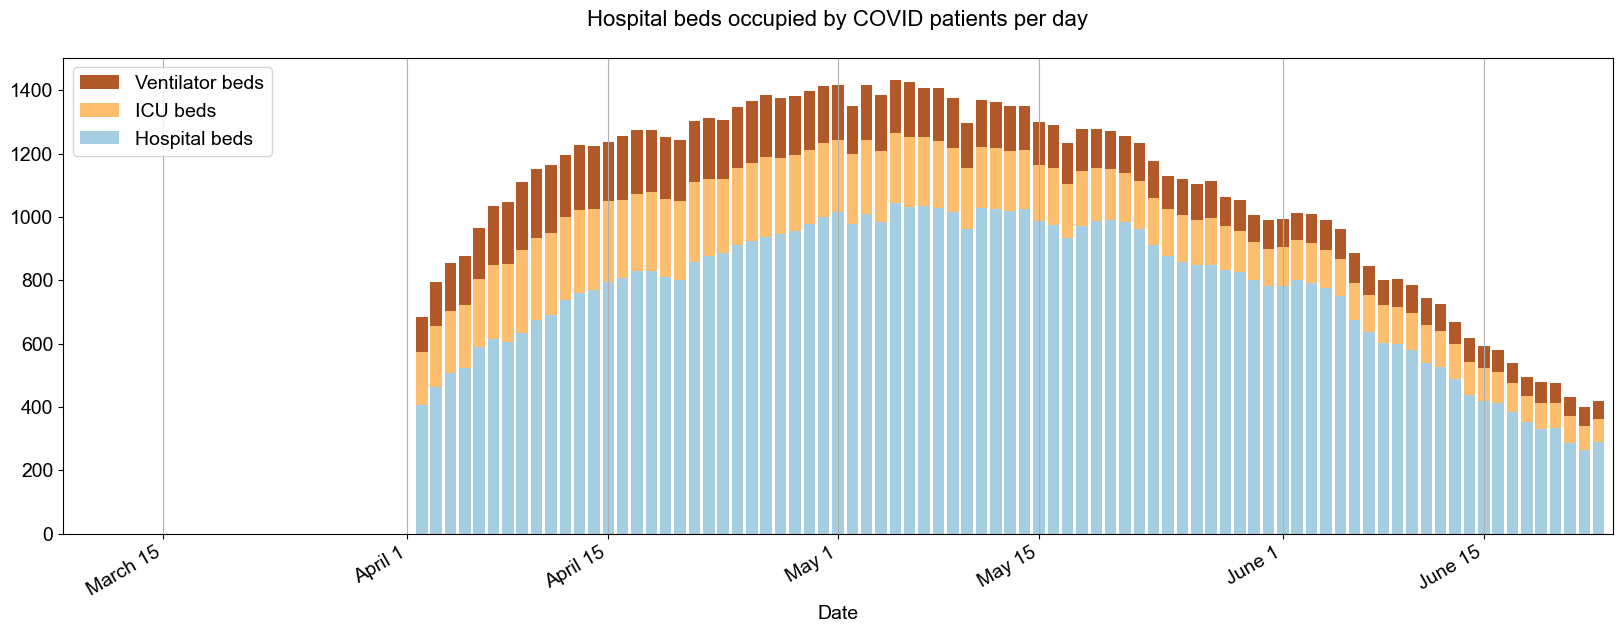 Hospital beds occupied by COVID patients per day
Ventilator beds
ICU beds
Hospital beds
1400
1200
1000
800
600
400
200
0
March 15
April 1
April 15
May 1
May 15
June 1
June 15
Date